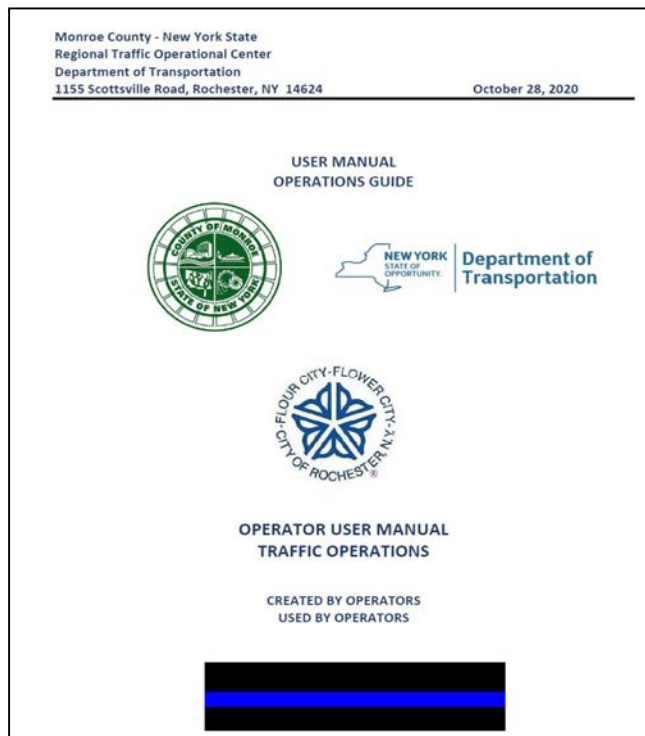 Monroe County - New York State
Regional Traffic Operational Center
Department of Transportation
1155 Scottsville Road, Rochester, NY 14624 October 28, 2020
USER MANUAL
OPERATIONS GUIDE
COUNTY OF MONROE
STATE OF NEW YORK
NEW YORK
STATE OF
OPPORTUNITY.
Department of
Transportation
FLOUR CITY-FLOWER CITY-
CITY OF ROCHESTER, N.Y.
®
OPERATOR USER MANUAL
TRAFFIC OPERATIONS
CREATED BY OPERATORS
USED BY OPERATORS